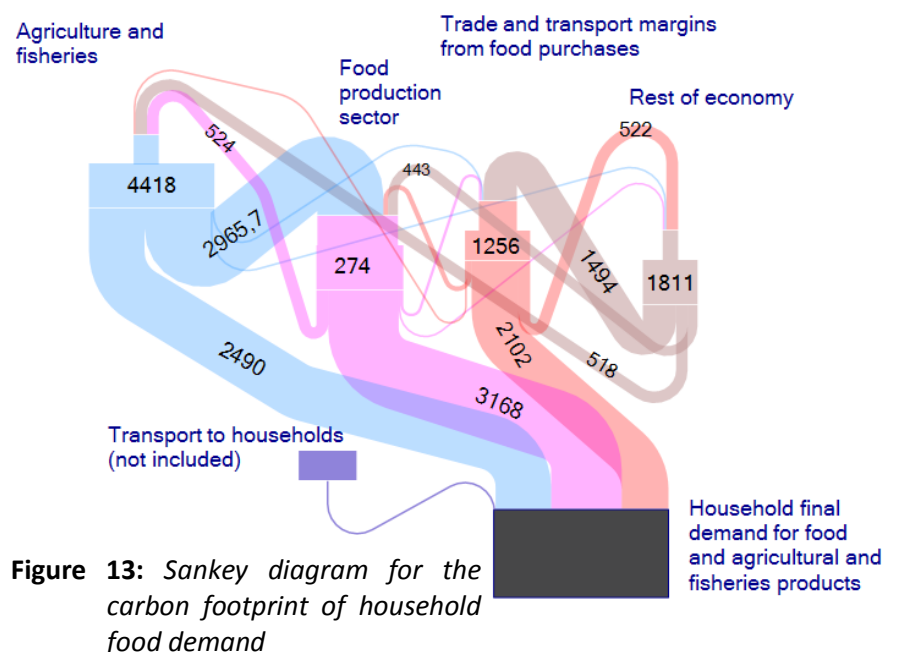 Agriculture and
fisheries
Trade and transport margins
from food purchases
Food
production
sector
Rest of economy
524
443
522
4418
2965,7
274
1256
1494
1811
2490
2102
518
3168
Transport to households
(not included)
Household final
demand for food
and agricultural and
fisheries products
Figure 13: Sankey diagram for the
carbon footprint of household
food demand